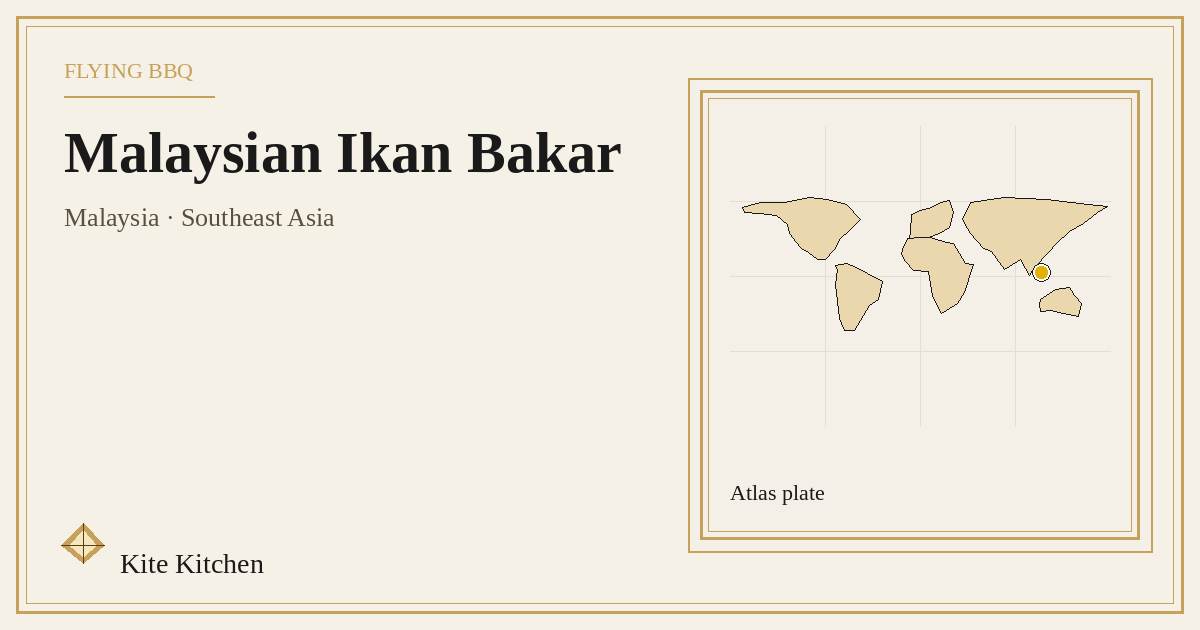 FLYING BBQ
Malaysian Ikan Bakar
Malaysia · Southeast Asia
Atlas plate
Kite Kitchen